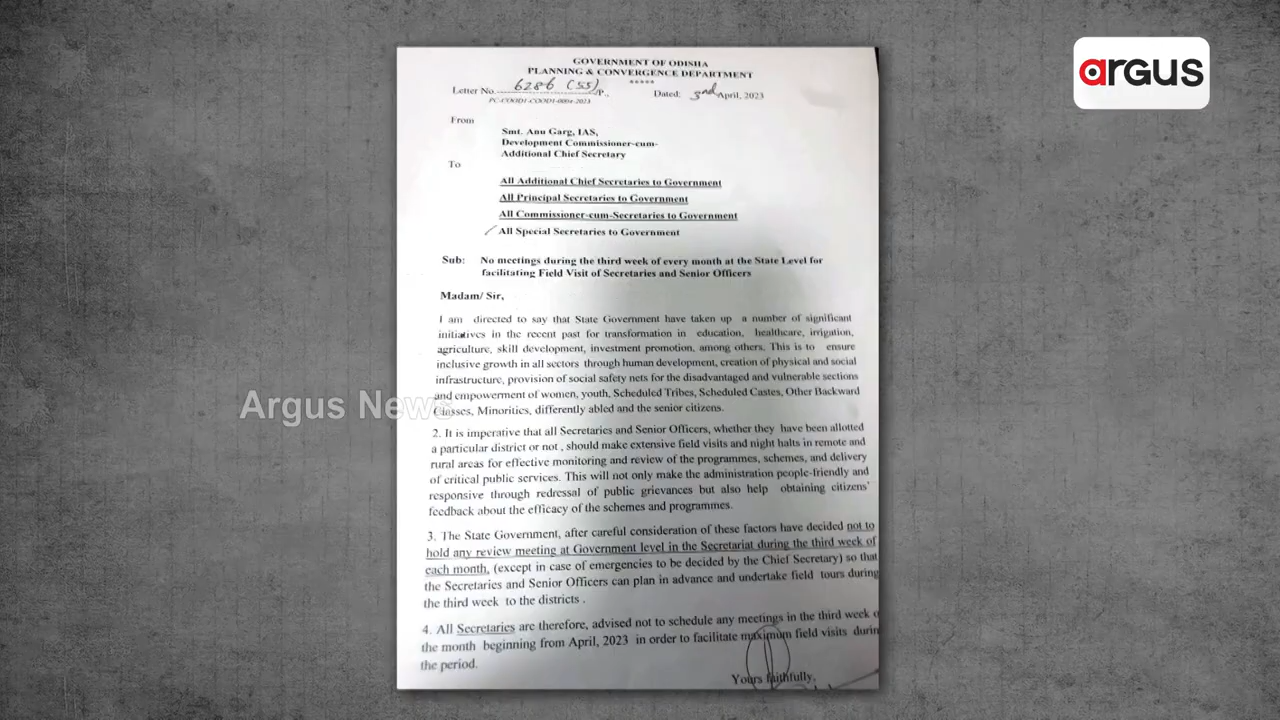 argus
GOVERNMENT OF ODISHA
PLANNING & CONVERGENCE DEPARTMENT
*****
Letter No. 6286 (55) /P., Dated: 3rd April, 2023
From
Smt. Anu Garg, IAS,
Development Commissioner-cum-
Additional Chief Secretary
To
All Additional Chief Secretaries to Government
All Principal Secretaries to Government
All Commissioner-cum-Secretaries to Government
All Special Secretaries to Government
Sub: No meetings during the third week of every month at the State Level for
facilitating Field Visit of Secretaries and Senior Officers
Madam/ Sir,
I am directed to say that State Government have taken up a number of significant
initiatives in the recent past for transformation in education, healthcare, irrigation,
agriculture, skill development, investment promotion, among others. This is to ensure
inclusive growth in all sectors through human development, creation of physical and social
infrastructure, provision of social safety nets for the disadvantaged and vulnerable sections
and empowerment of women, youth, Scheduled Tribes, Scheduled Castes, Other Backward
Classes, Minorities, differently abled and the senior citizens.
Argus News
2. It is imperative that all Secretaries and Senior Officers, whether they have been allotted
a particular district or not , should make extensive field visits and night halts in remote and
rural areas for effective monitoring and review of the programmes, schemes, and delivery
of critical public services. This will not only make the administration people-friendly and
responsive through redressal of public grievances but also help obtaining citizens'
feedback about the efficacy of the schemes and programmes.
3. The State Government, after careful consideration of these factors have decided not to
hold any review meeting at Government level in the Secretariat during the third week of
each month, (except in case of emergencies to be decided by the Chief Secretary) so that
the Secretaries and Senior Officers can plan in advance and undertake field tours during
the third week to the districts .
4. All Secretaries are therefore, advised not to schedule any meetings in the third week o
the month beginning from April, 2023 in order to facilitate maximum field visits durin
the period.
Yours faithfully,